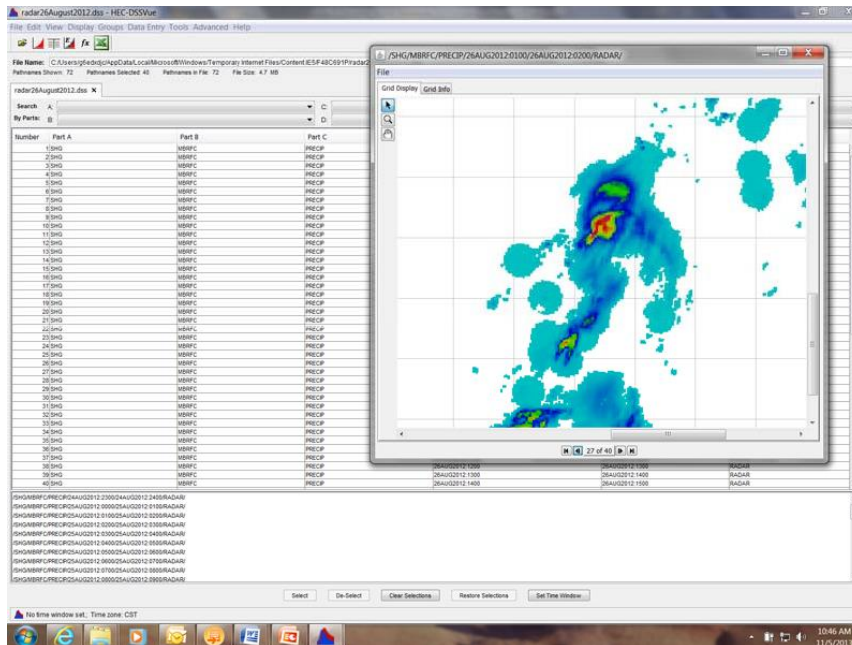 radar26August2012.dss - HEC-DSSVue
File Edit View Display Groups Data Entry Tools Advanced Help
File Name: C:/Users/g6edxdjc/AppData/Local/Microsoft/Windows/Temporary Internet Files/Content.IE5/F48C691P/radar2
Pathnames Shown: 72 Pathnames Selected: 40 Pathnames in File: 72 File Size: 4.7 MB
radar26August2012.dss X
Search A: C:
By Parts: B: D:
Number Part A Part B Part C
1 SHG MBRFC PRECIP
2 SHG MBRFC PRECIP
3 SHG MBRFC PRECIP
4 SHG MBRFC PRECIP
5 SHG MBRFC PRECIP
6 SHG MBRFC PRECIP
7 SHG MBRFC PRECIP
8 SHG MBRFC PRECIP
9 SHG MBRFC PRECIP
10 SHG MBRFC PRECIP
11 SHG MBRFC PRECIP
12 SHG MBRFC PRECIP
13 SHG MBRFC PRECIP
14 SHG MBRFC PRECIP
15 SHG MBRFC PRECIP
16 SHG MBRFC PRECIP
17 SHG MBRFC PRECIP
18 SHG MBRFC PRECIP
19 SHG MBRFC PRECIP
20 SHG MBRFC PRECIP
21 SHG MBRFC PRECIP
22 SHG MBRFC PRECIP
23 SHG MBRFC PRECIP
24 SHG MBRFC PRECIP
25 SHG MBRFC PRECIP
26 SHG MBRFC PRECIP
27 SHG MBRFC PRECIP
28 SHG MBRFC PRECIP
29 SHG MBRFC PRECIP
30 SHG MBRFC PRECIP
31 SHG MBRFC PRECIP
32 SHG MBRFC PRECIP
33 SHG MBRFC PRECIP
34 SHG MBRFC PRECIP
35 SHG MBRFC PRECIP
36 SHG MBRFC PRECIP
37 SHG MBRFC PRECIP
38 SHG MBRFC PRECIP 26AUG2012:1200 26AUG2012:1300 RADAR
39 SHG MBRFC PRECIP 26AUG2012:1300 26AUG2012:1400 RADAR
40 SHG MBRFC PRECIP 26AUG2012:1400 26AUG2012:1500 RADAR
/SHG/MBRFC/PRECIP/26AUG2012:0100/26AUG2012:0200/RADAR/
File
Grid Display Grid Info
27 of 40
/SHG/MBRFC/PRECIP/24AUG2012:2300/24AUG2012:2400/RADAR/
/SHG/MBRFC/PRECIP/25AUG2012:0000/25AUG2012:0100/RADAR/
/SHG/MBRFC/PRECIP/25AUG2012:0100/25AUG2012:0200/RADAR/
/SHG/MBRFC/PRECIP/25AUG2012:0200/25AUG2012:0300/RADAR/
/SHG/MBRFC/PRECIP/25AUG2012:0300/25AUG2012:0400/RADAR/
/SHG/MBRFC/PRECIP/25AUG2012:0400/25AUG2012:0500/RADAR/
/SHG/MBRFC/PRECIP/25AUG2012:0500/25AUG2012:0600/RADAR/
/SHG/MBRFC/PRECIP/25AUG2012:0600/25AUG2012:0700/RADAR/
/SHG/MBRFC/PRECIP/25AUG2012:0700/25AUG2012:0800/RADAR/
/SHG/MBRFC/PRECIP/25AUG2012:0800/25AUG2012:0900/RADAR/
Select De-Select Clear Selections Restore Selections Set Time Window
No time window set; Time zone: CST
10:46 AM